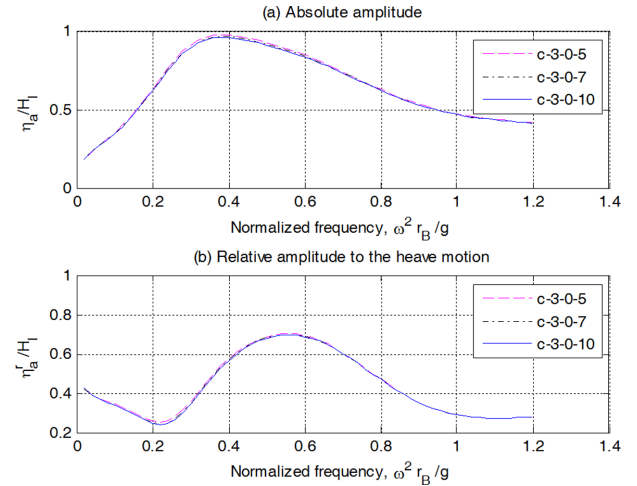 (a) Absolute amplitude
η_a/H_I
1
0.5
0
c-3-0-5
c-3-0-7
c-3-0-10
0 0.2 0.4 0.6 0.8 1 1.2 1.4
Normalized frequency, ω² r_B /g
(b) Relative amplitude to the heave motion
η_a^r/H_I
1
0.8
0.6
0.4
0.2
c-3-0-5
c-3-0-7
c-3-0-10
0 0.2 0.4 0.6 0.8 1 1.2 1.4
Normalized frequency, ω² r_B /g